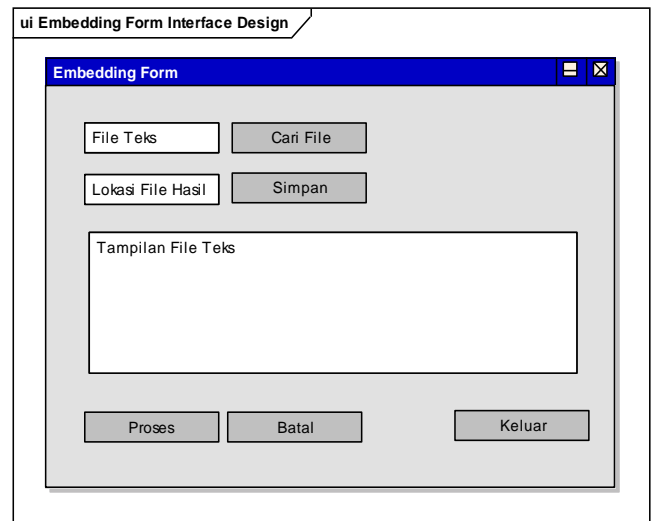 ui Embedding Form Interface Design
Embedding Form
File Teks
Cari File
Lokasi File Hasil
Simpan
Tampilan File Teks
Proses
Batal
Keluar